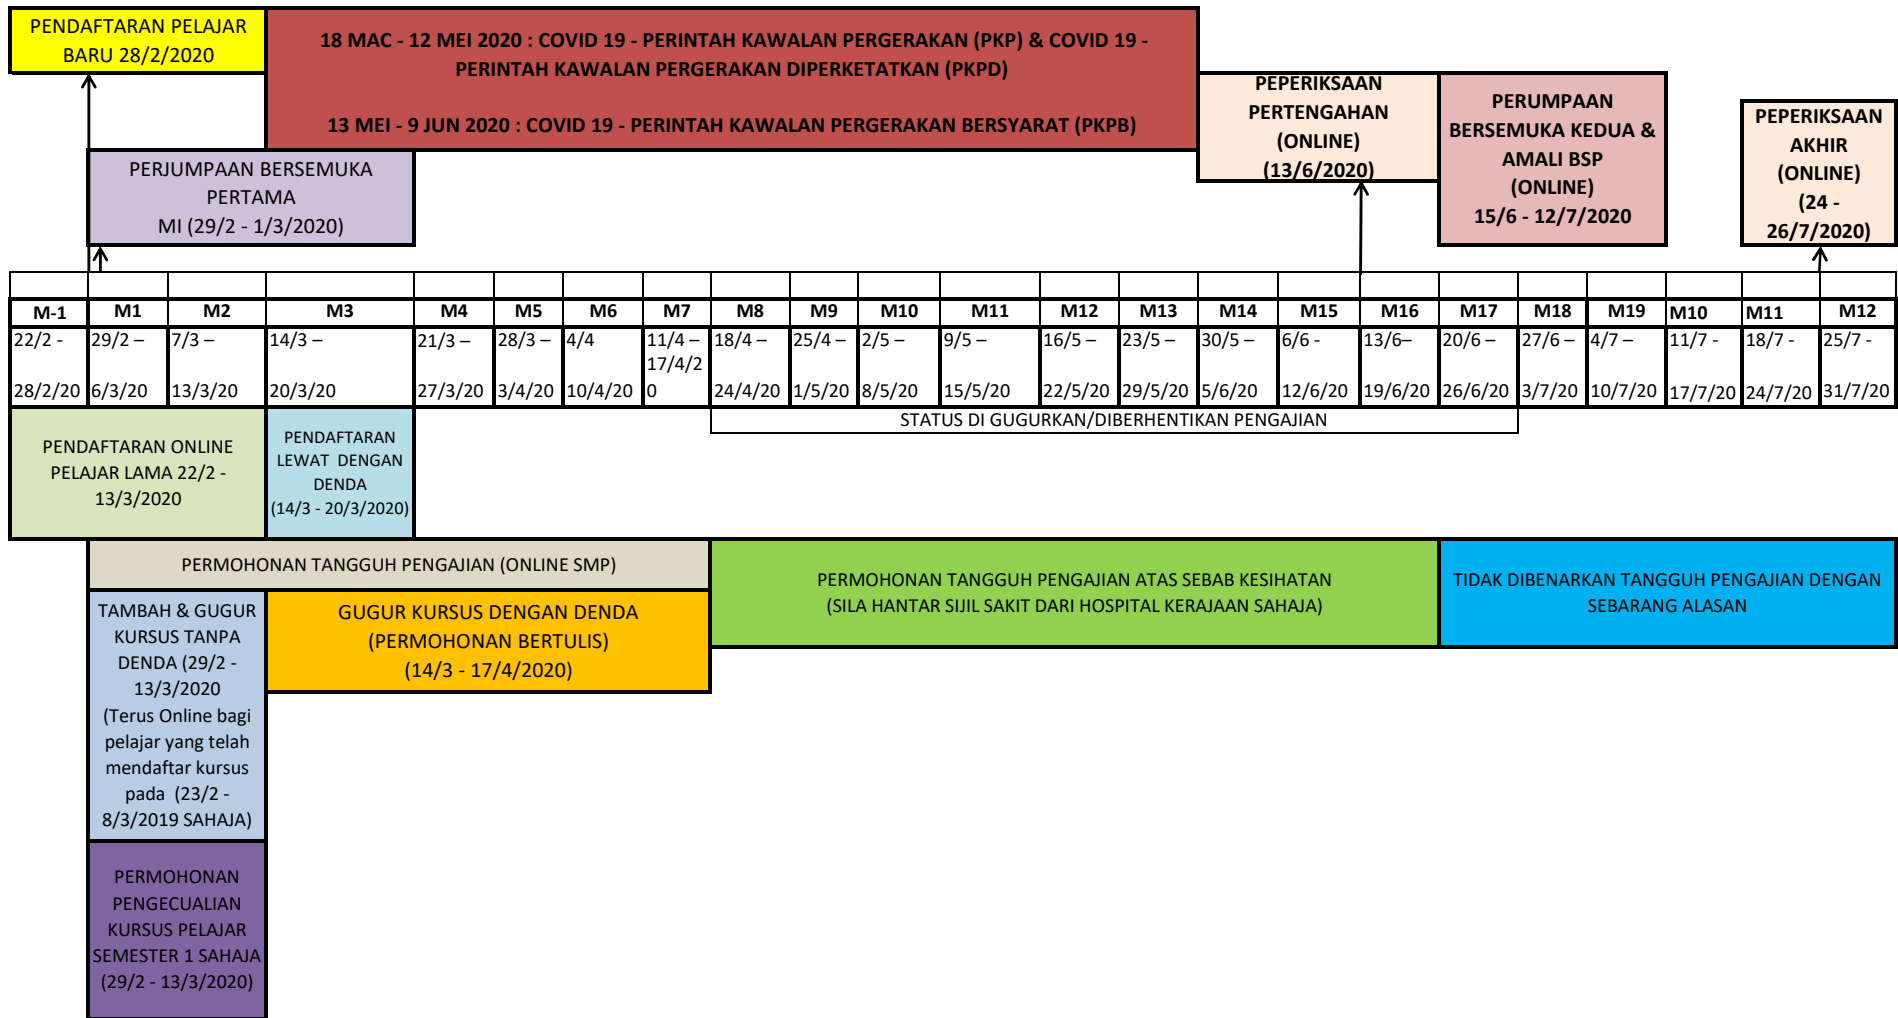 PENDAFTARAN PELAJAR
BARU 28/2/2020
18 MAC - 12 MEI 2020 : COVID 19 - PERINTAH KAWALAN PERGERAKAN (PKP) & COVID 19 -
PERINTAH KAWALAN PERGERAKAN DIPERKETATKAN (PKPD)
13 MEI - 9 JUN 2020 : COVID 19 - PERINTAH KAWALAN PERGERAKAN BERSYARAT (PKPB)
PEPERIKSAAN
PERTENGAHAN
(ONLINE)
(13/6/2020)
PERUMPAAN
BERSEMUKA KEDUA &
AMALI BSP
(ONLINE)
15/6 - 12/7/2020
PEPERIKSAAN
AKHIR
(ONLINE)
(24 -
26/7/2020)
PERJUMPAAN BERSEMUKA
PERTAMA
MI (29/2 - 1/3/2020)
M-1 M1 M2 M3 M4 M5 M6 M7 M8 M9 M10 M11 M12 M13 M14 M15 M16 M17 M18 M19 M10 M11 M12
22/2 - 29/2 – 7/3 – 14/3 – 21/3 – 28/3 – 4/4 11/4 – 18/4 – 25/4 – 2/5 – 9/5 – 16/5 – 23/5 – 30/5 – 6/6 - 13/6– 20/6 – 27/6 – 4/7 – 11/7 - 18/7 - 25/7 -
17/4/2
28/2/20 6/3/20 13/3/20 20/3/20 27/3/20 3/4/20 10/4/20 0 24/4/20 1/5/20 8/5/20 15/5/20 22/5/20 29/5/20 5/6/20 12/6/20 19/6/20 26/6/20 3/7/20 10/7/20 17/7/20 24/7/20 31/7/20
STATUS DI GUGURKAN/DIBERHENTIKAN PENGAJIAN
PENDAFTARAN ONLINE
PELAJAR LAMA 22/2 -
13/3/2020
PENDAFTARAN
LEWAT DENGAN
DENDA
(14/3 - 20/3/2020)
PERMOHONAN TANGGUH PENGAJIAN (ONLINE SMP)
PERMOHONAN TANGGUH PENGAJIAN ATAS SEBAB KESIHATAN
(SILA HANTAR SIJIL SAKIT DARI HOSPITAL KERAJAAN SAHAJA)
TIDAK DIBENARKAN TANGGUH PENGAJIAN DENGAN
SEBARANG ALASAN
TAMBAH & GUGUR
KURSUS TANPA
DENDA (29/2 -
13/3/2020
(Terus Online bagi
pelajar yang telah
mendaftar kursus
pada (23/2 -
8/3/2019 SAHAJA)
GUGUR KURSUS DENGAN DENDA
(PERMOHONAN BERTULIS)
(14/3 - 17/4/2020)
PERMOHONAN
PENGECUALIAN
KURSUS PELAJAR
SEMESTER 1 SAHAJA
(29/2 - 13/3/2020)